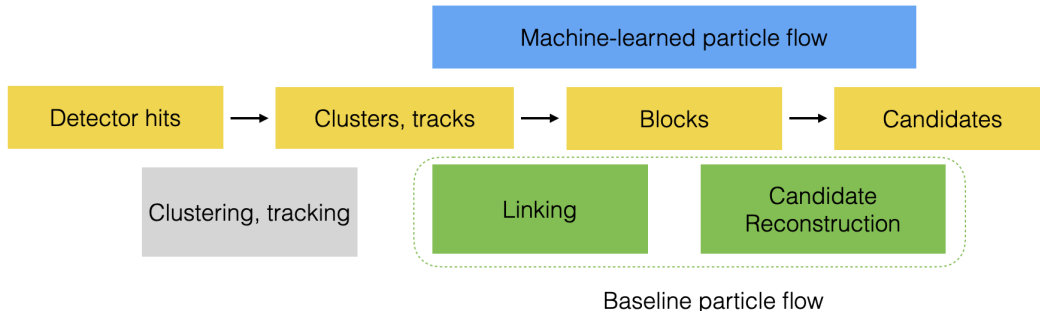 Machine-learned particle flow
Detector hits
Clusters, tracks
Blocks
Candidates
Clustering, tracking
Linking
Candidate
Reconstruction
Baseline particle flow